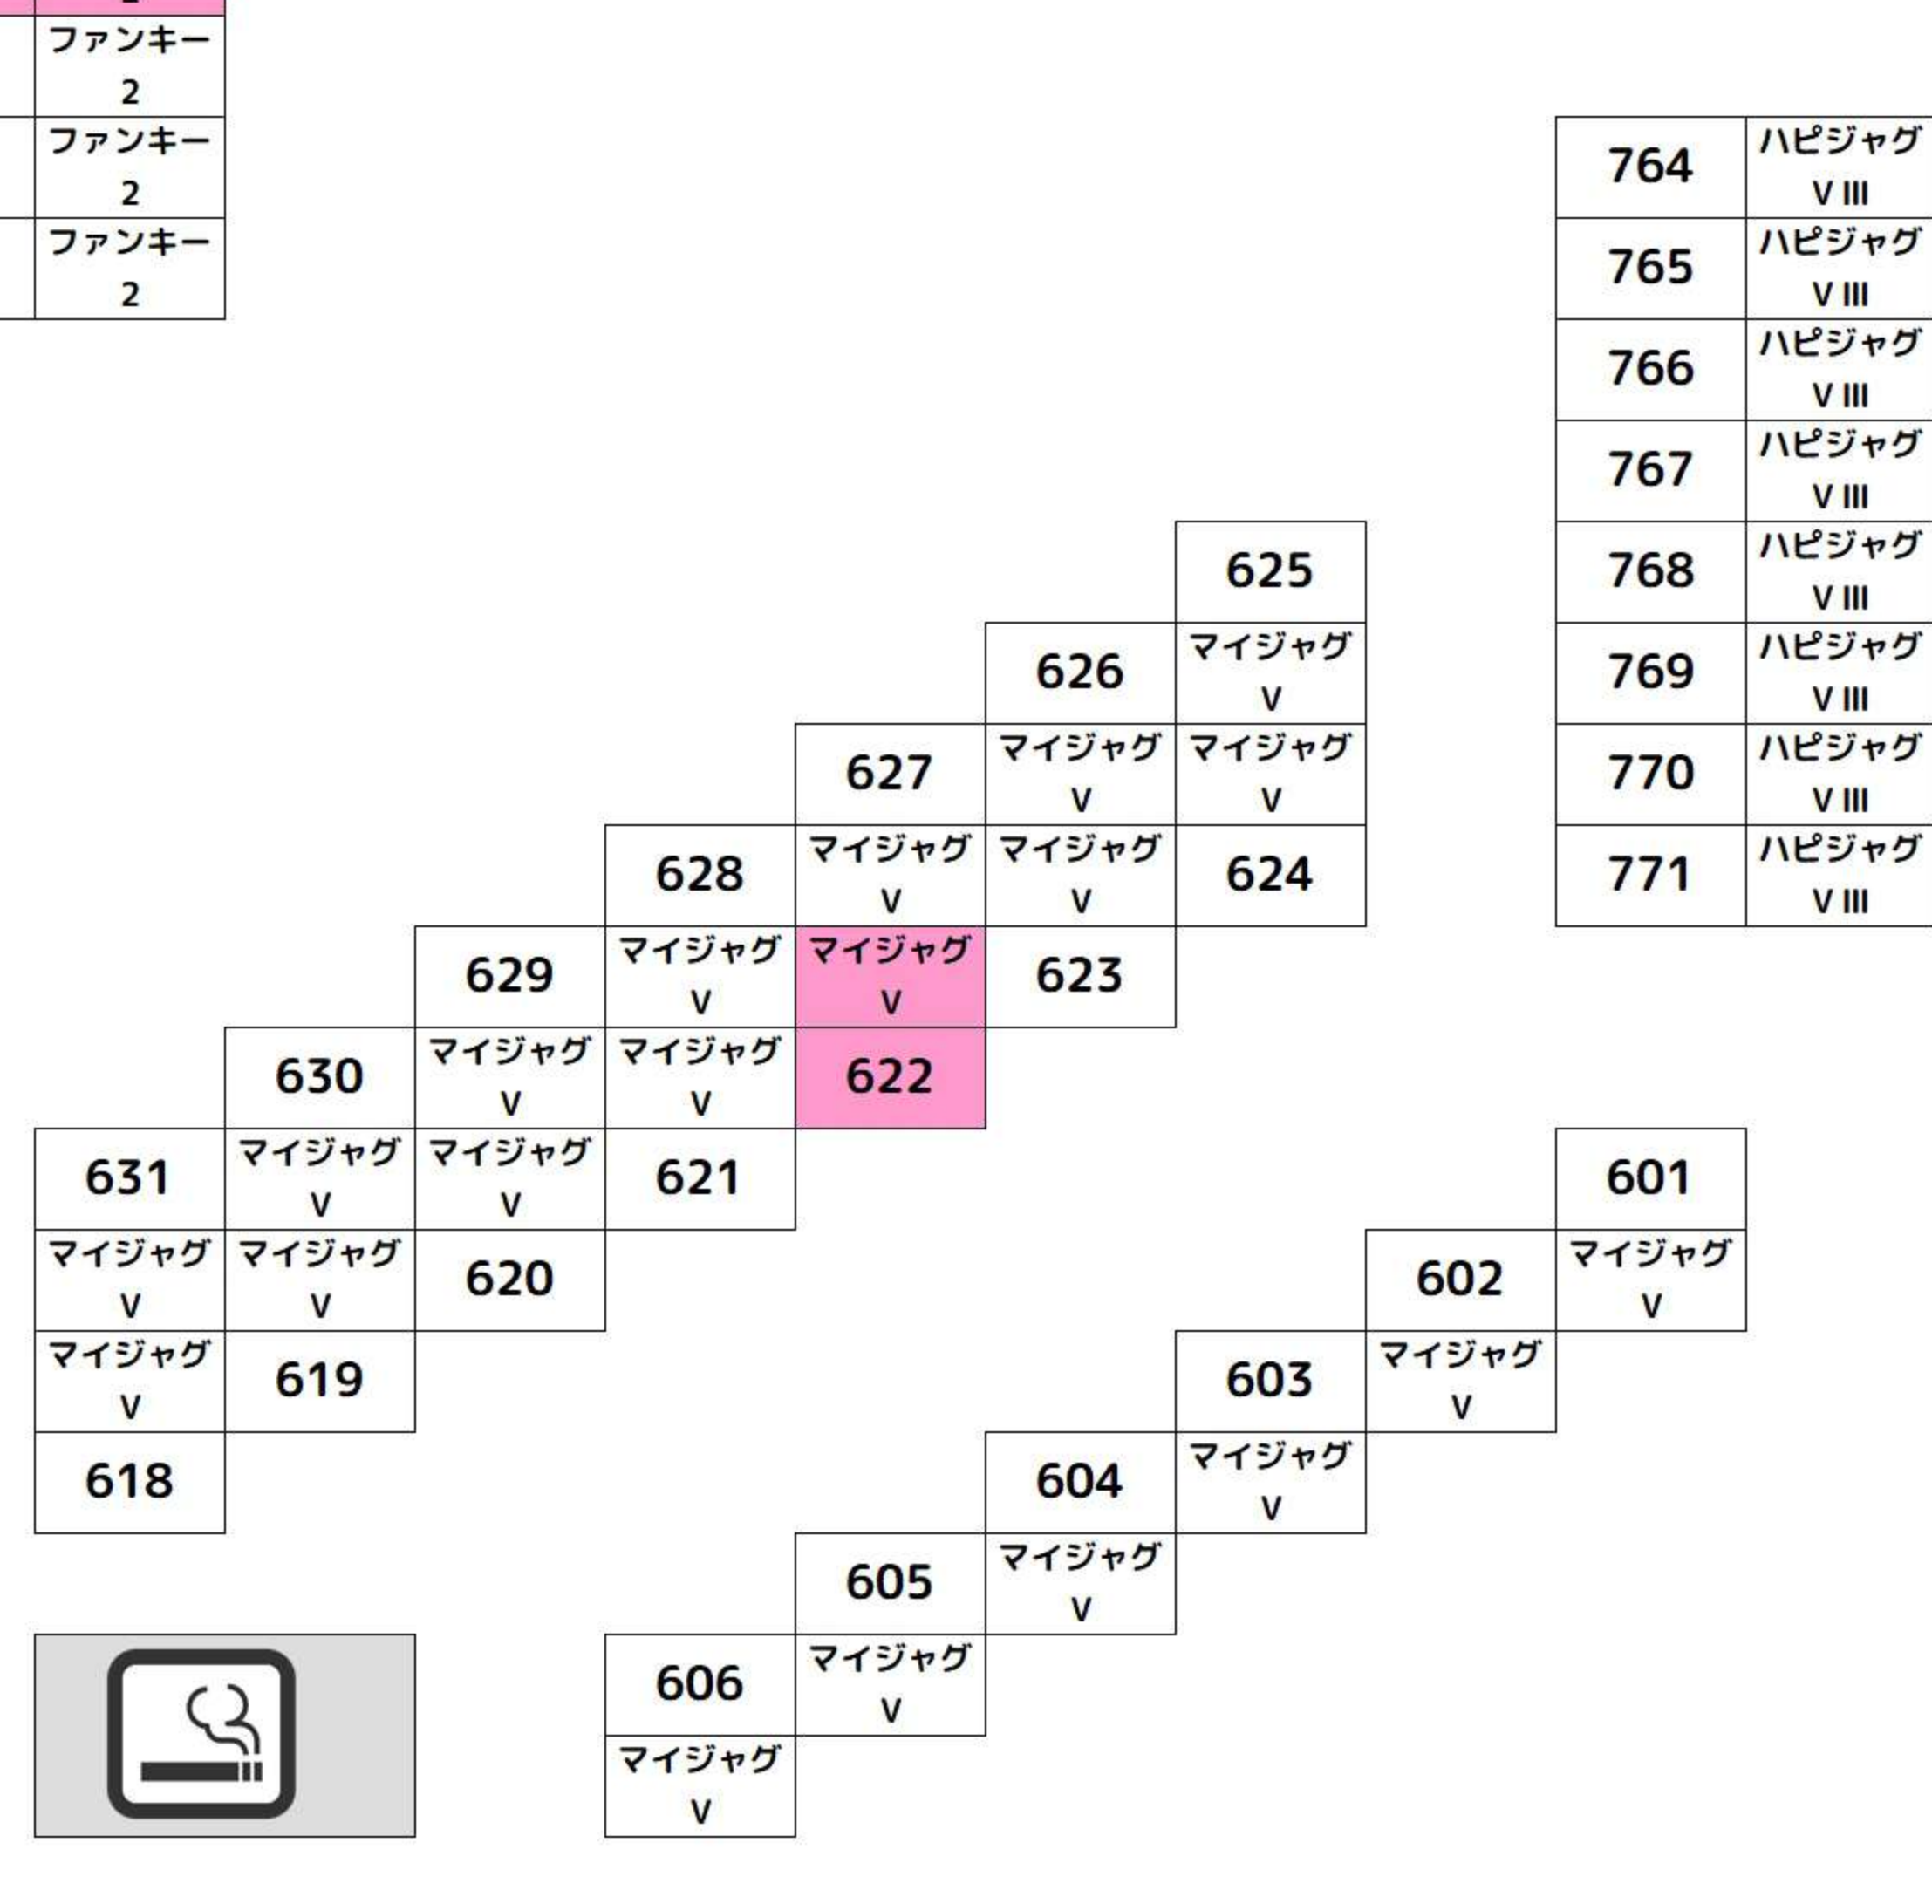 ファンキー
2
ファンキー
2
ファンキー
2
764
ハピジャグ
V III
765
ハピジャグ
V III
766
ハピジャグ
V III
767
ハピジャグ
V III
768
ハピジャグ
V III
769
ハピジャグ
V III
770
ハピジャグ
V III
771
ハピジャグ
V III
625
マイジャグ
V
626
マイジャグ
V
627
マイジャグ
V
628
マイジャグ
V
629
マイジャグ
V
630
マイジャグ
V
631
マイジャグ
V
マイジャグ
V
624
マイジャグ
V
623
マイジャグ
V
622
マイジャグ
V
621
マイジャグ
V
620
マイジャグ
V
619
マイジャグ
V
618
601
マイジャグ
V
602
マイジャグ
V
603
マイジャグ
V
604
マイジャグ
V
605
マイジャグ
V
606
マイジャグ
V